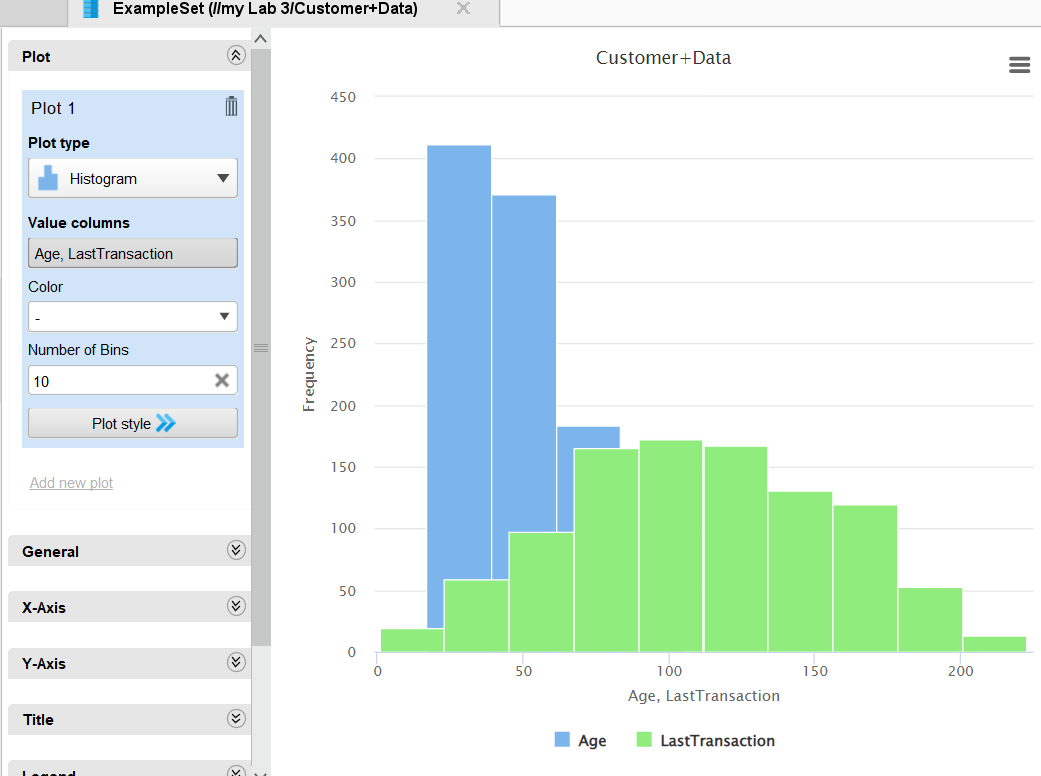 ExampleSet (//my Lab 3/Customer+Data)
Plot
Plot 1
Plot type
Histogram
Value columns
Age, LastTransaction
Color
-
Number of Bins
10
Plot style
Add new plot
General
X-Axis
Y-Axis
Title
Legend
Customer+Data
450
400
350
300
250
200
150
100
50
0
Frequency
0 50 100 150 200
Age, LastTransaction
Age LastTransaction